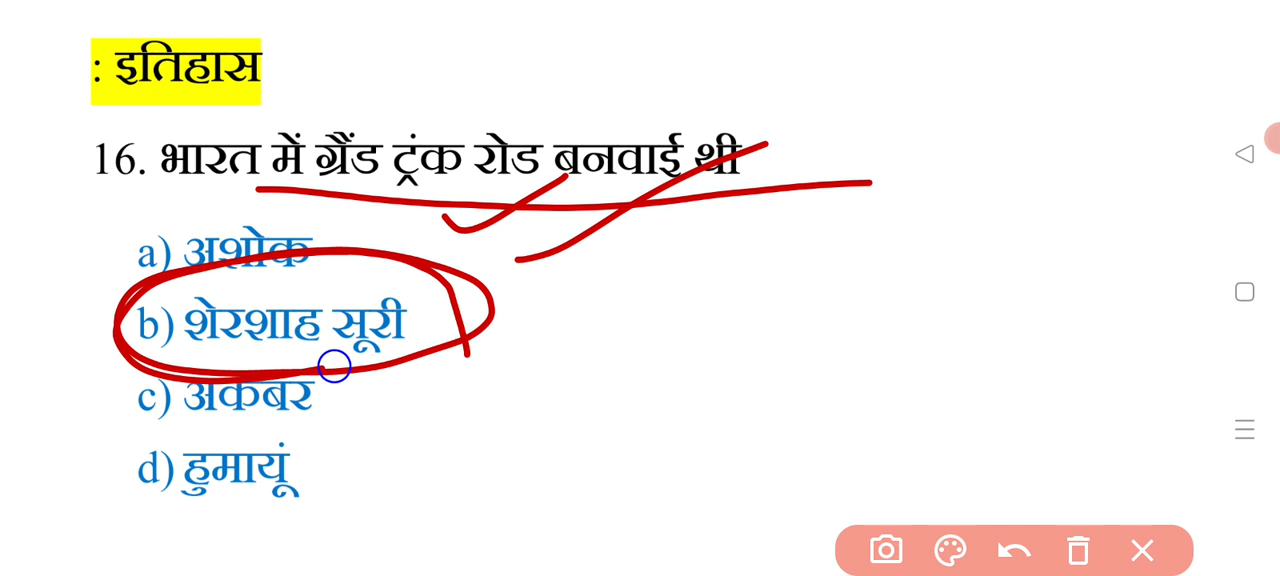 : इतिहास
16. भारत में ग्रैंड ट्रंक रोड बनवाई थी
a) अशोक
b) शेरशाह सूरी
c) अकबर
d) हुमायूं